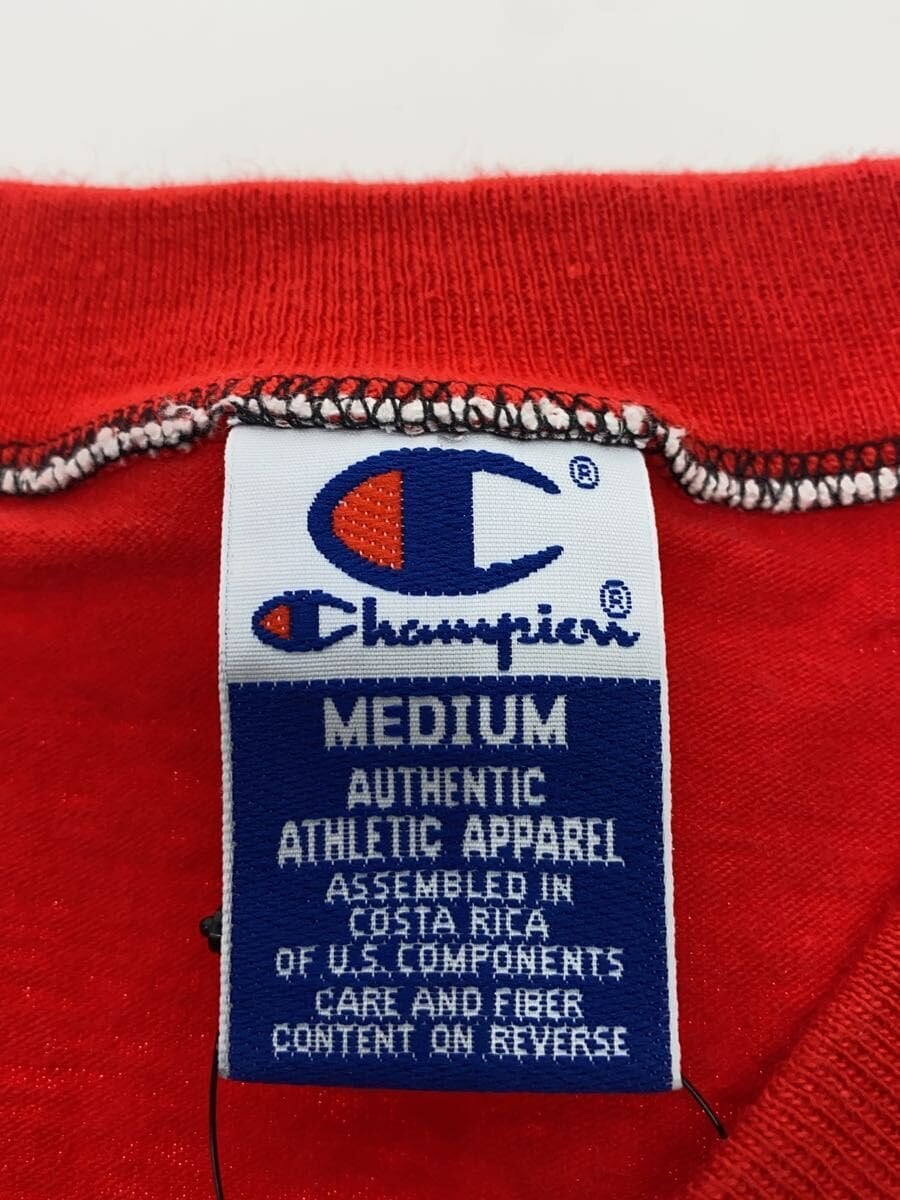 ®
Champion®
MEDIUM
AUTHENTIC
ATHLETIC APPAREL
ASSEMBLED IN
COSTA RICA
OF U.S. COMPONENTS
CARE AND FIBER
CONTENT ON REVERSE